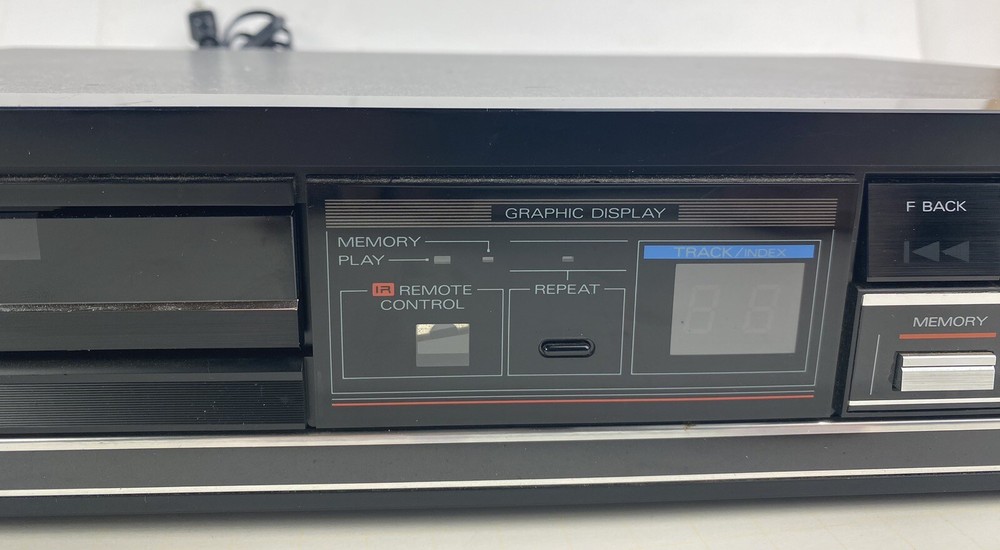 GRAPHIC DISPLAY
MEMORY
PLAY
IR REMOTE
CONTROL
REPEAT
TRACK/INDEX
F BACK
MEMORY